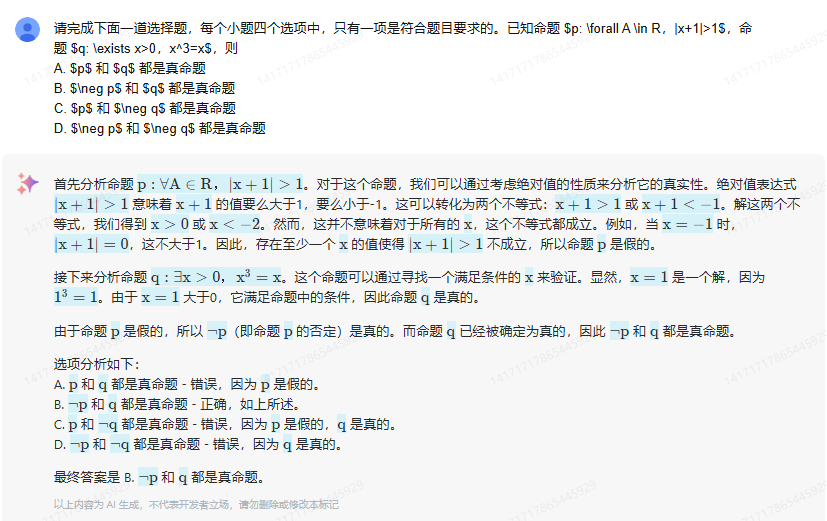 请完成下面一道选择题，每个小题四个选项中，只有一项是符合题目要求的。已知命题 $p: \forall A \in R，|x+1|>1$，命
题 $q: \exists x>0，x^3=x$，则
A. $p$ 和 $q$ 都是真命题
B. $\neg p$ 和 $q$ 都是真命题
C. $p$ 和 $\neg q$ 都是真命题
D. $\neg p$ 和 $\neg q$ 都是真命题
首先分析命题 p : ∀A ∈ R，|x + 1| > 1。对于这个命题，我们可以通过考虑绝对值的性质来分析它的真实性。绝对值表达式
|x + 1| > 1 意味着 x + 1 的值要么大于1，要么小于-1。这可以转化为两个不等式：x + 1 > 1 或 x + 1 < −1。解这两个不
等式，我们得到 x > 0 或 x < −2。然而，这并不意味着对于所有的 x，这个不等式都成立。例如，当 x = −1 时，
|x + 1| = 0，这不大于1。因此，存在至少一个 x 的值使得 |x + 1| > 1 不成立，所以命题 p 是假的。
接下来分析命题 q : ∃x > 0，x³ = x。这个命题可以通过寻找一个满足条件的 x 来验证。显然，x = 1 是一个解，因为
1³ = 1。由于 x = 1 大于0，它满足命题中的条件，因此命题 q 是真的。
由于命题 p 是假的，所以 ¬p（即命题 p 的否定）是真的。而命题 q 已经被确定为真的，因此 ¬p 和 q 都是真命题。
选项分析如下：
A. p 和 q 都是真命题 - 错误，因为 p 是假的。
B. ¬p 和 q 都是真命题 - 正确，如上所述。
C. p 和 ¬q 都是真命题 - 错误，因为 p 是假的，q 是真的。
D. ¬p 和 ¬q 都是真命题 - 错误，因为 q 是真的。
最终答案是 B. ¬p 和 q 都是真命题。
以上内容为 AI 生成，不代表开发者立场，请勿删除或修改本标记